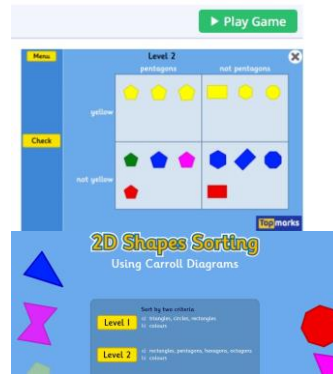 Play Game
Menu
Level 2
pentagons
not pentagons
yellow
Check
not yellow
Topmarks
2D Shapes Sorting
Using Carroll Diagrams
Sort by two criteria
Level 1
a) triangles, circles, rectangles
b) colours
Level 2
a) rectangles, pentagons, hexagons, octagons
b) colours